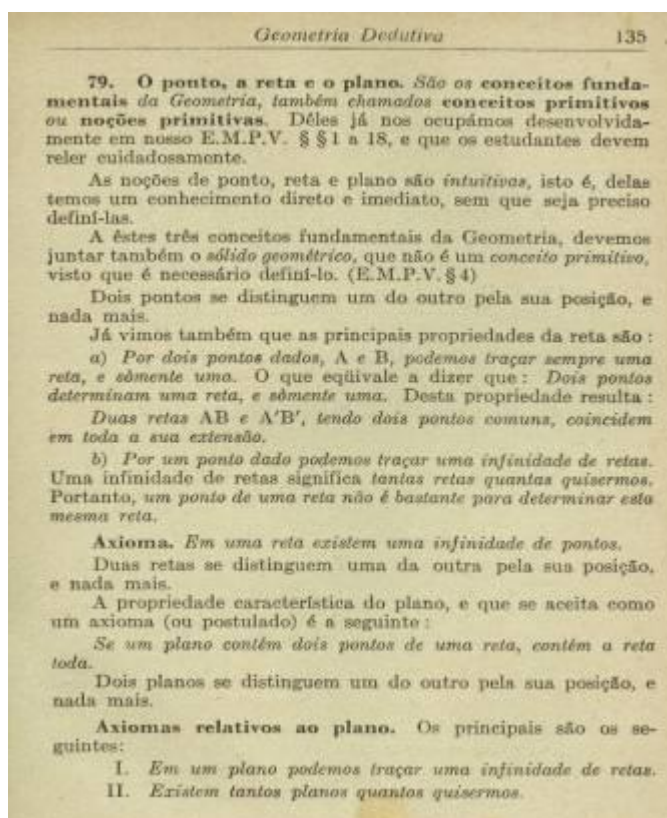 Geometria Dedutiva 135
79. O ponto, a reta e o plano. São os conceitos funda-
mentais da Geometria, também chamados conceitos primitivos
ou noções primitivas. Dêles já nos ocupámos desenvolvida-
mente em nosso E.M.P.V. § § 1 a 18, e que os estudantes devem
reler cuidadosamente.
As noções de ponto, reta e plano são intuitivas, isto é, delas
temos um conhecimento direto e imediato, sem que seja preciso
definí-las.
A êstes três conceitos fundamentais da Geometria, devemos
juntar também o sólido geométrico, que não é um conceito primitivo,
visto que é necessário definí-lo. (E.M.P.V. § 4)
Dois pontos se distinguem um do outro pela sua posição, e
nada mais.
Já vimos também que as principais propriedades da reta são :
a) Por dois pontos dados, A e B, podemos traçar sempre uma
reta, e sòmente uma. O que eqüivale a dizer que : Dois pontos
determinam uma reta, e sòmente uma. Desta propriedade resulta :
Duas retas AB e A′B′, tendo dois pontos comuns, coincidem
em toda a sua extensão.
b) Por um ponto dado podemos traçar uma infinidade de retas.
Uma infinidade de retas significa tantas retas quantas quisermos.
Portanto, um ponto de uma reta não é bastante para determinar esta
mesma reta.
Axioma. Em uma reta existem uma infinidade de pontos.
Duas retas se distinguem uma da outra pela sua posição,
e nada mais.
A propriedade característica do plano, e que se aceita como
um axioma (ou postulado) é a seguinte :
Se um plano contém dois pontos de uma reta, contém a reta
toda.
Dois planos se distinguem um do outro pela sua posição, e
nada mais.
Axiomas relativos ao plano. Os principais são os se-
guintes:
I. Em um plano podemos traçar uma infinidade de retas.
II. Existem tantos planos quantos quisermos.